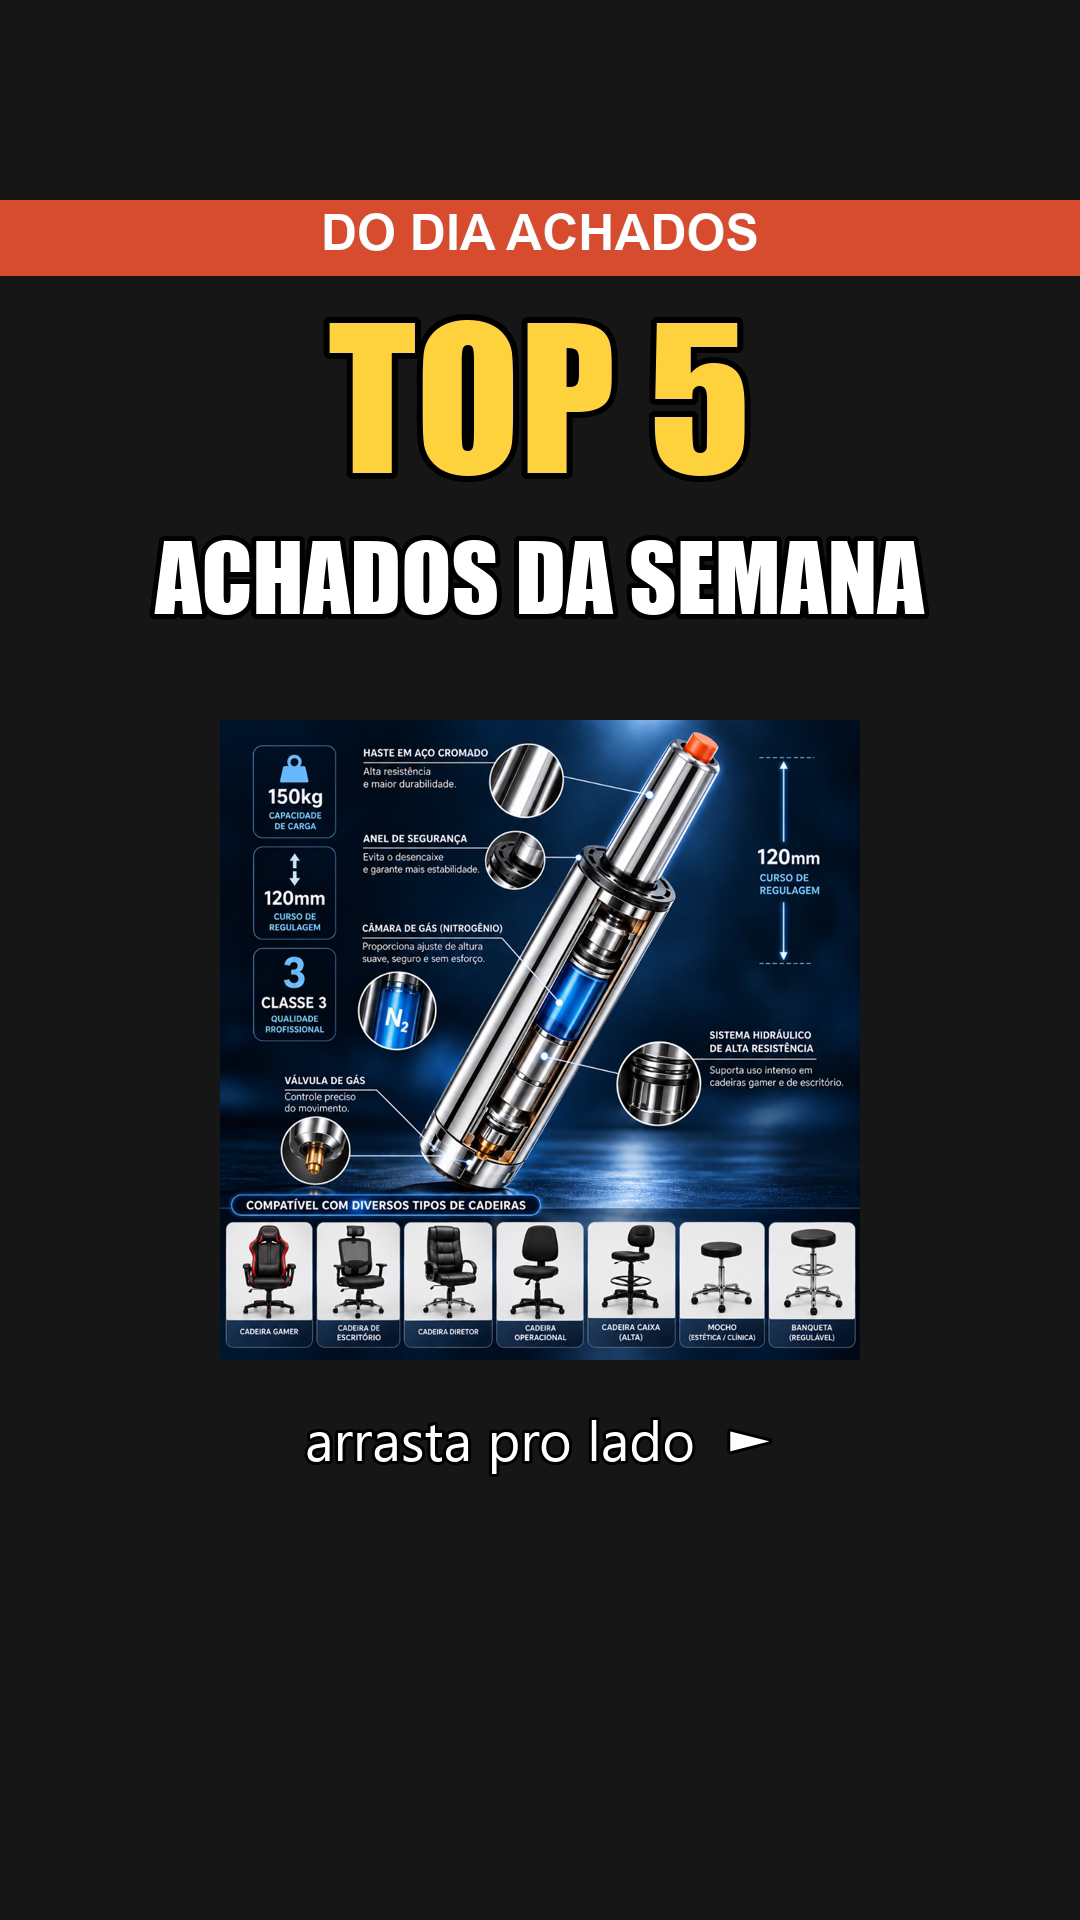 DO DIA ACHADOS
TOP 5
ACHADOS DA SEMANA
150kg
CAPACIDADE
DE CARGA
120mm
CURSO DE
REGULAGEM
3
CLASSE 3
QUALIDADE
PROFISSIONAL
HASTE EM AÇO CROMADO
Alta resistência
e maior durabilidade.
ANEL DE SEGURANÇA
Evita o desencaixe
e garante mais estabilidade.
CÂMARA DE GÁS (NITROGÊNIO)
Proporciona ajuste de altura
suave, seguro e sem esforço.
N₂
120mm
CURSO DE
REGULAGEM
SISTEMA HIDRÁULICO
DE ALTA RESISTÊNCIA
Suporta uso intenso em
cadeiras gamer e de escritório.
VÁLVULA DE GÁS
Controle preciso
do movimento.
COMPATÍVEL COM DIVERSOS TIPOS DE CADEIRAS
CADEIRA GAMER
CADEIRA DE
ESCRITÓRIO
CADEIRA DIRETOR
CADEIRA
OPERACIONAL
CADEIRA CAIXA
(ALTA)
MOCHO
(ESTÉTICA / CLÍNICA)
BANQUETA
(REGULÁVEL)
arrasta pro lado ►